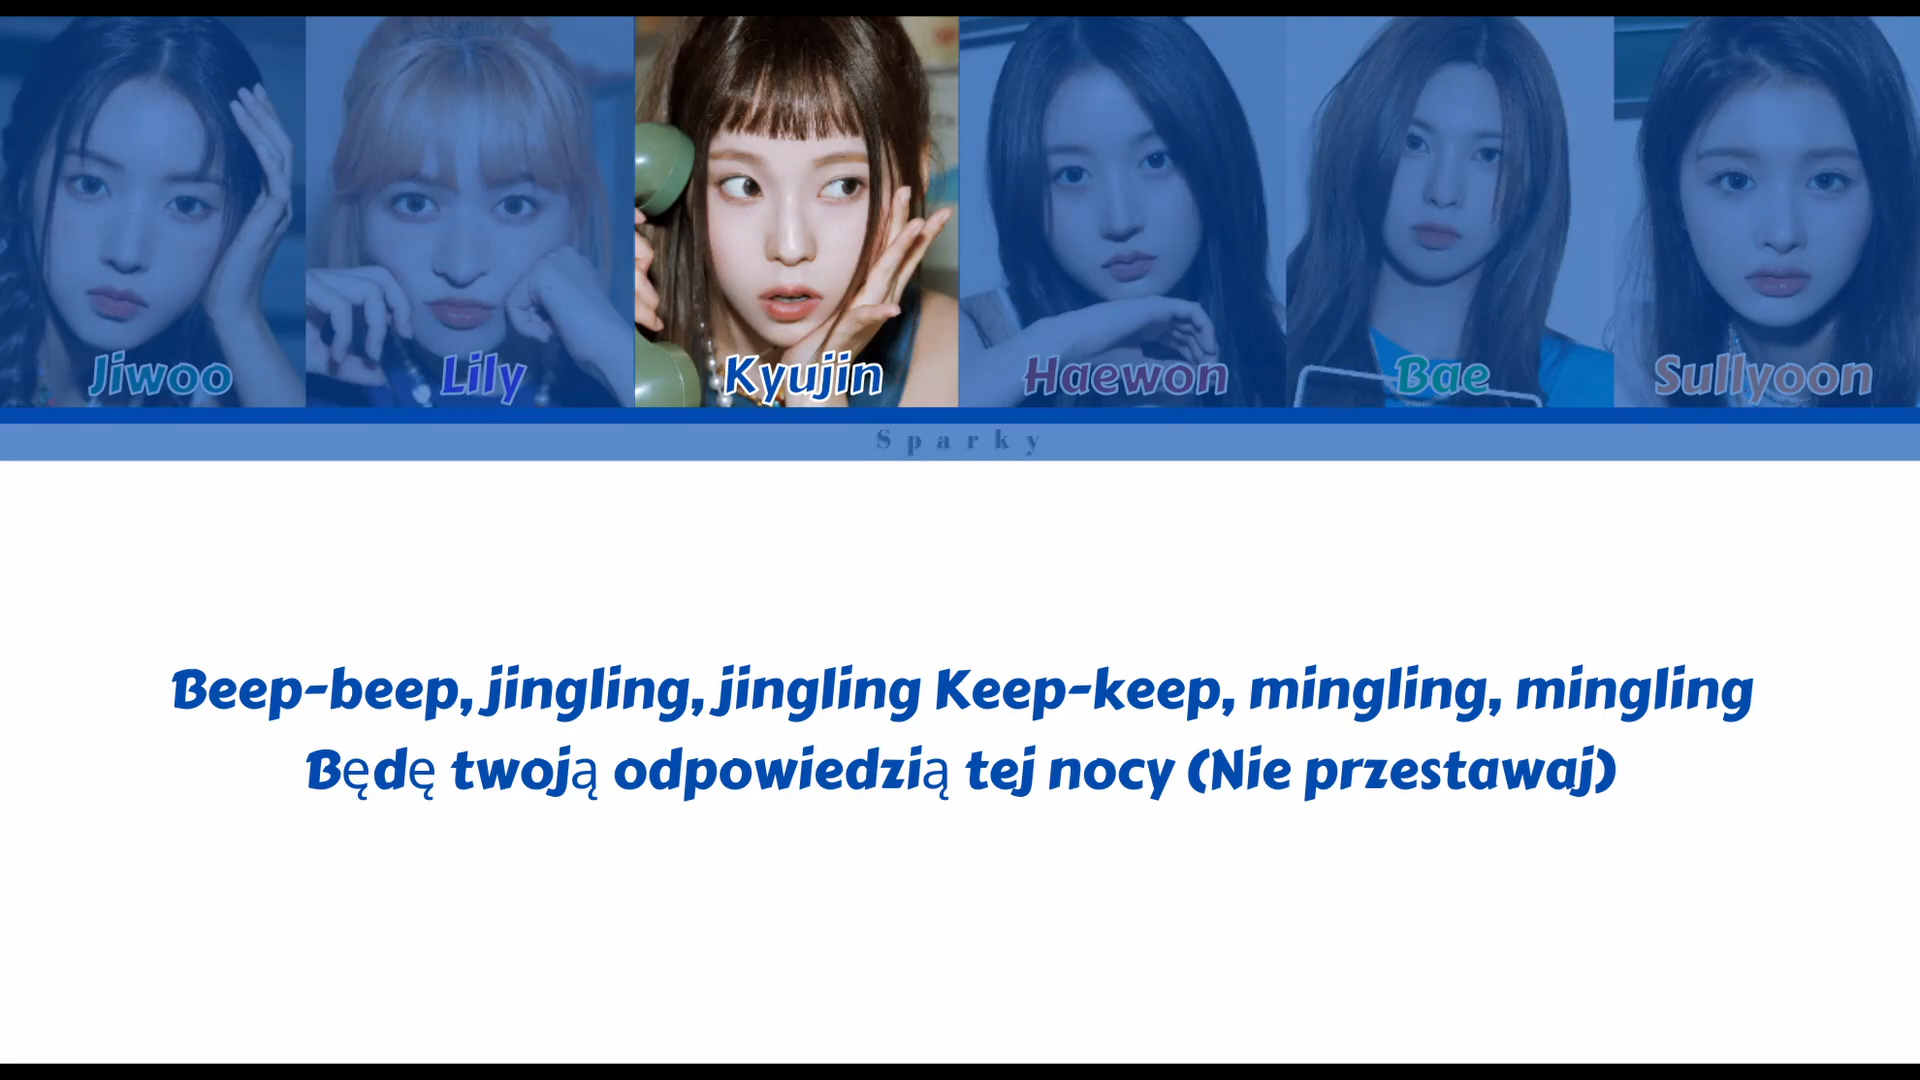 Jiwoo Lily Kyujin Haewon Bae Sullyoon
Sparky
Beep-beep, jingling, jingling Keep-keep, mingling, mingling
Będę twoją odpowiedzią tej nocy (Nie przestawaj)